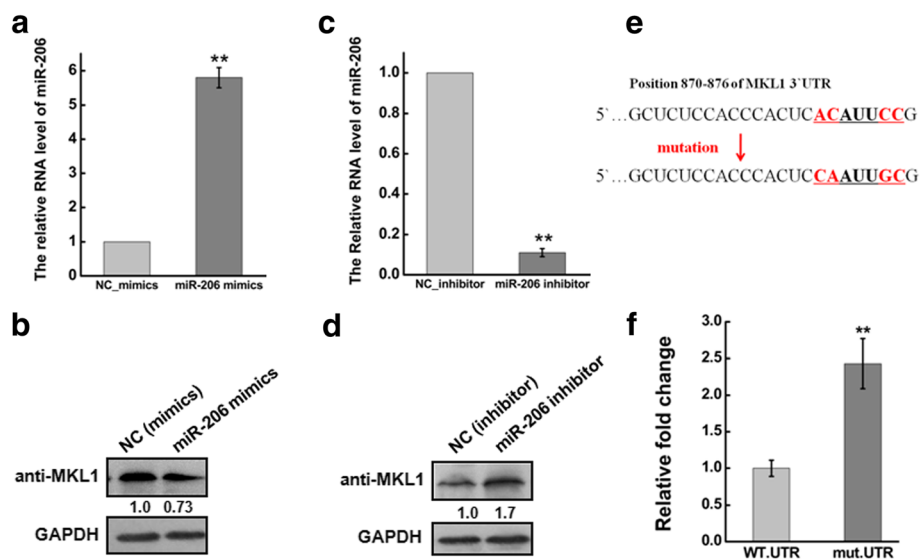 a
The relative RNA level of miR-206
6
5
4
3
2
1
0
**
NC_mimics
miR-206 mimics
b
NC (mimics)
miR-206 mimics
anti-MKL1
1.0 0.73
GAPDH
c
The Relative RNA level of miR-206
1.0
0.8
0.6
0.4
0.2
0.0
**
NC_inhibitor
miR-206 inhibitor
d
NC (inhibitor)
miR-206 inhibitor
anti-MKL1
1.0 1.7
GAPDH
e
Position 870-876 of MKL1 3`UTR
5`...GCUCUCCACCCACUCACAUUCCG
mutation
5`...GCUCUCCACCCACUCCAAUUGCG
f
Relative fold change
3.0
2.5
2.0
1.5
1.0
0.5
0.0
**
WT.UTR
mut.UTR